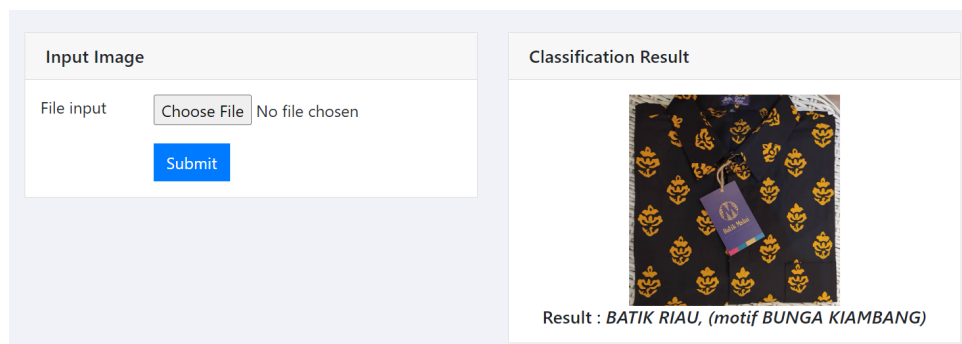 Input Image
File input
Choose File No file chosen
Submit
Classification Result
Batik Malai
Result : BATIK RIAU, (motif BUNGA KIAMBANG)